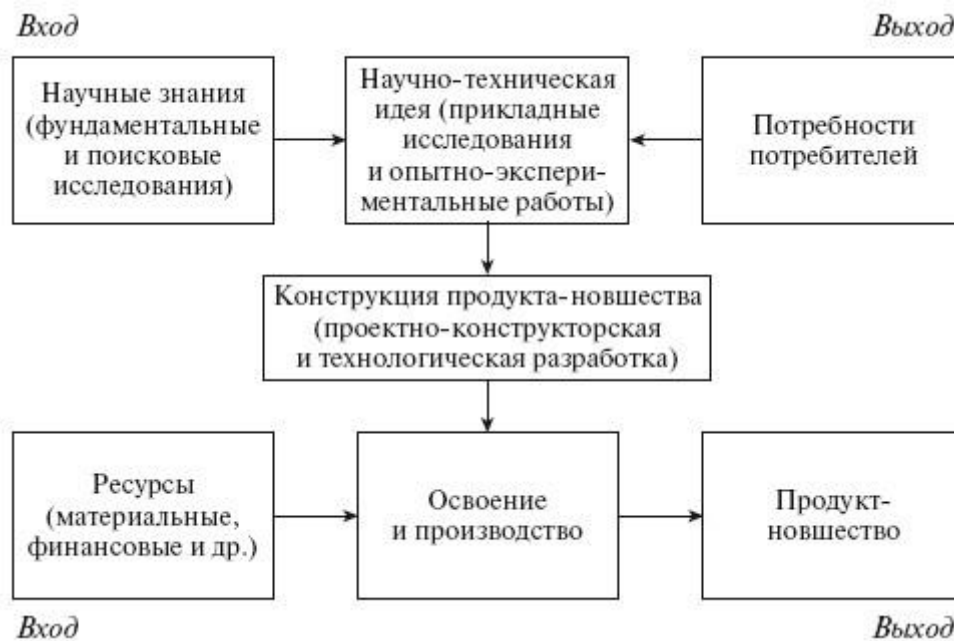 Вход
Выход
Научные знания
(фундаментальные
и поисковые
исследования)
Научно-техническая
идея (прикладные
исследования
и опытно-экспери-
ментальные работы)
Потребности
потребителей
Конструкция продукта-новшества
(проектно-конструкторская
и технологическая разработка)
Ресурсы
(материальные,
финансовые и др.)
Освоение
и производство
Продукт-
новшество
Вход
Выход